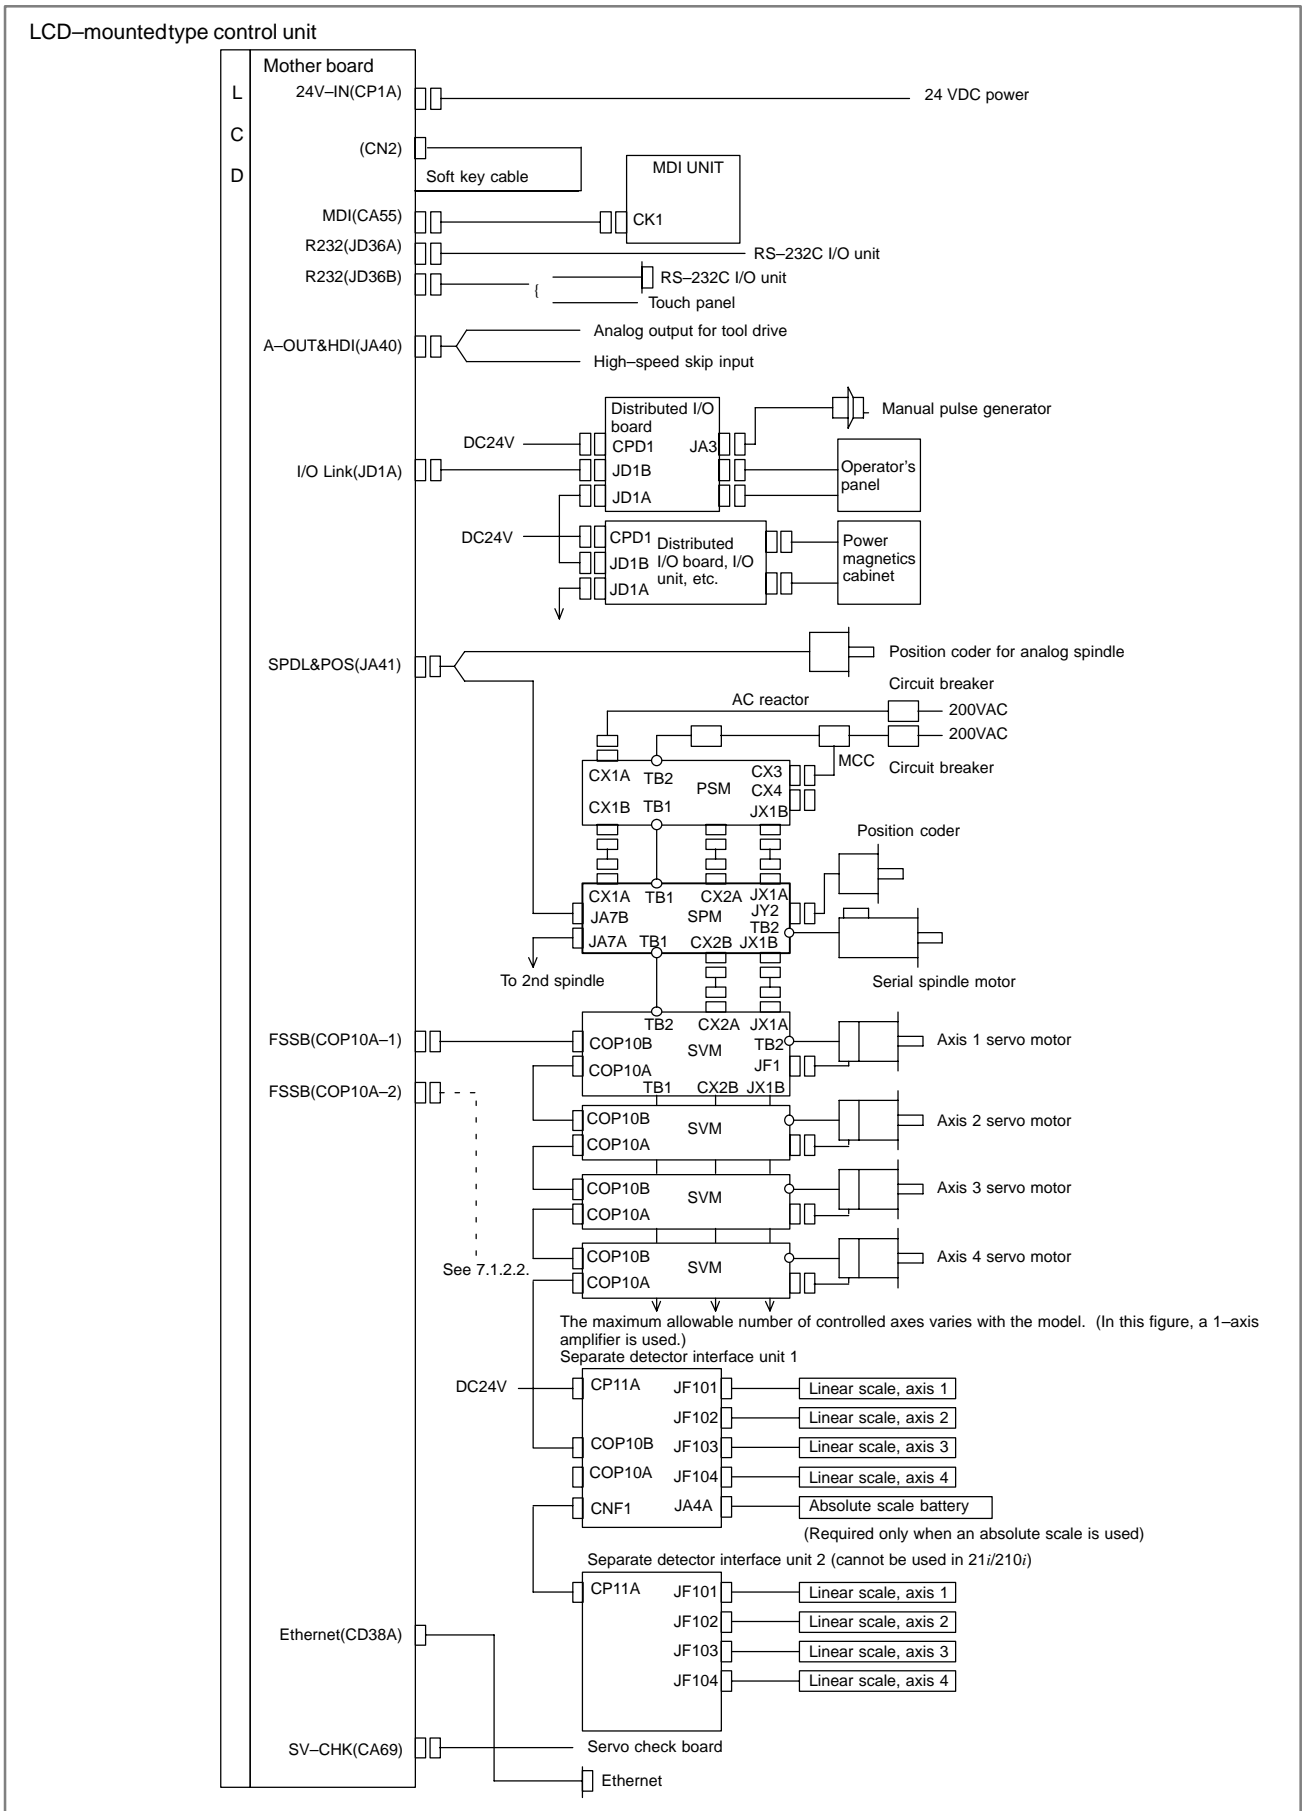 LCD–mountedtype control unit
Mother board
L
C
D
24V–IN(CP1A)
24 VDC power
(CN2)
Soft key cable
MDI UNIT
MDI(CA55)
CK1
R232(JD36A)
RS–232C I/O unit
R232(JD36B)
{
RS–232C I/O unit
Touch panel
A–OUT&HDI(JA40)
Analog output for tool drive
High–speed skip input
Distributed I/O
board
Manual pulse generator
DC24V
CPD1
JA3
I/O Link(JD1A)
JD1B
JD1A
Operator's
panel
DC24V
CPD1
JD1B
JD1A
Distributed
I/O board, I/O
unit, etc.
Power
magnetics
cabinet
SPDL&POS(JA41)
Position coder for analog spindle
Circuit breaker
AC reactor
200VAC
200VAC
MCC
Circuit breaker
CX1A
TB2
PSM
CX3
CX4
CX1B
TB1
JX1B
Position coder
CX1A
TB1
CX2A
JX1A
JA7B
SPM
JY2
TB2
JA7A
TB1
CX2B
JX1B
To 2nd spindle
Serial spindle motor
FSSB(COP10A–1)
TB2
CX2A
JX1A
COP10B
SVM
TB2
COP10A
JF1
TB1
CX2B
JX1B
Axis 1 servo motor
FSSB(COP10A–2)
COP10B
SVM
COP10A
Axis 2 servo motor
COP10B
SVM
COP10A
Axis 3 servo motor
COP10B
SVM
COP10A
Axis 4 servo motor
See 7.1.2.2.
The maximum allowable number of controlled axes varies with the model. (In this figure, a 1–axis
amplifier is used.)
Separate detector interface unit 1
DC24V
CP11A
JF101
Linear scale, axis 1
JF102
Linear scale, axis 2
COP10B
JF103
Linear scale, axis 3
COP10A
JF104
Linear scale, axis 4
CNF1
JA4A
Absolute scale battery
(Required only when an absolute scale is used)
Separate detector interface unit 2 (cannot be used in 21i/210i)
CP11A
JF101
Linear scale, axis 1
JF102
Linear scale, axis 2
JF103
Linear scale, axis 3
JF104
Linear scale, axis 4
Ethernet(CD38A)
SV–CHK(CA69)
Servo check board
Ethernet